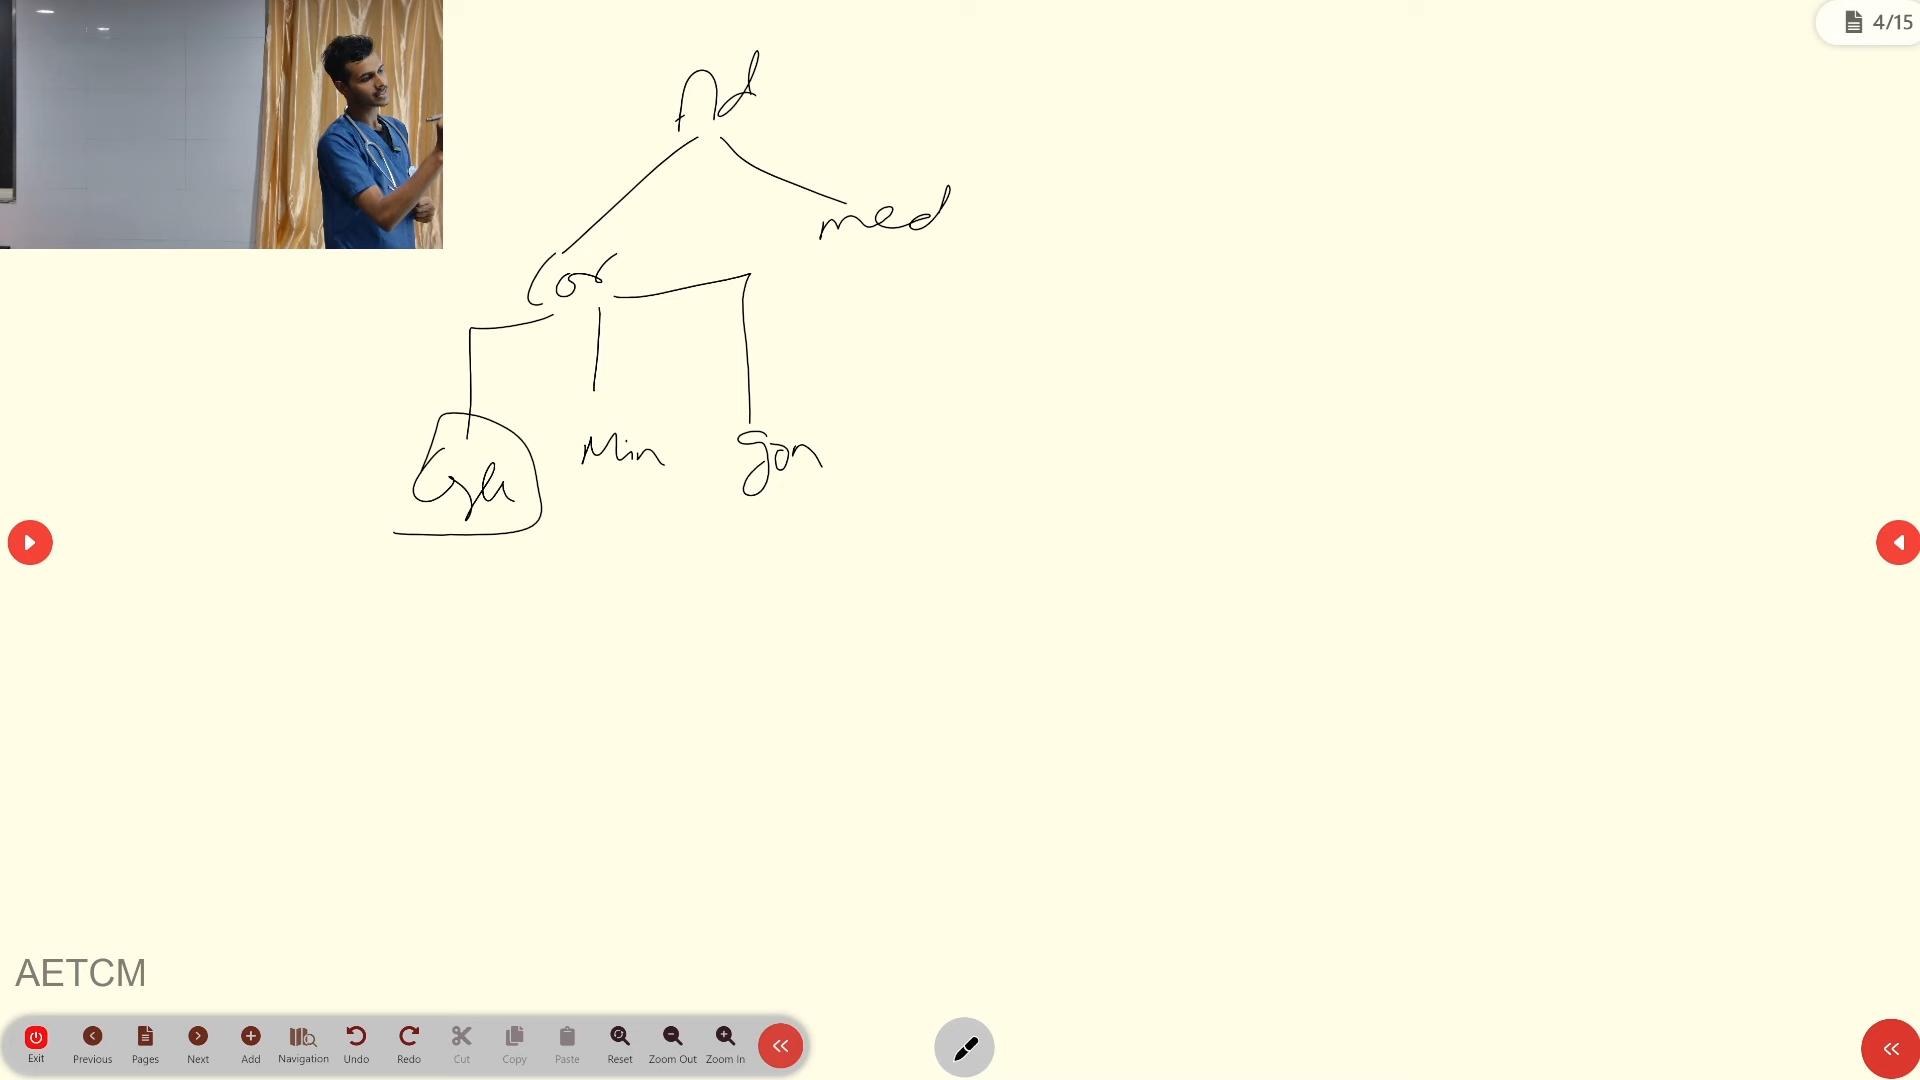 4/15
Ad
med
Cor
Min
gon
AETCM
Exit
Previous
Pages
Next
Add
Navigation
Undo
Redo
Cut
Copy
Paste
Reset
Zoom Out
Zoom In